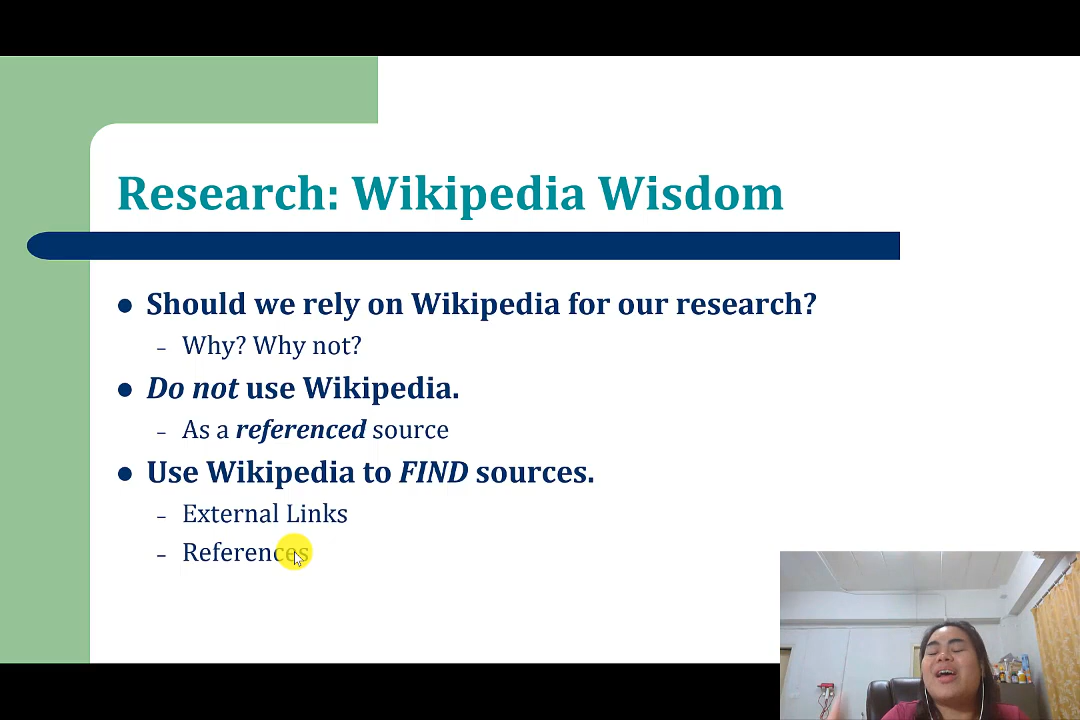 Research: Wikipedia Wisdom
● Should we rely on Wikipedia for our research?
– Why? Why not?
● Do not use Wikipedia.
– As a referenced source
● Use Wikipedia to FIND sources.
– External Links
– References